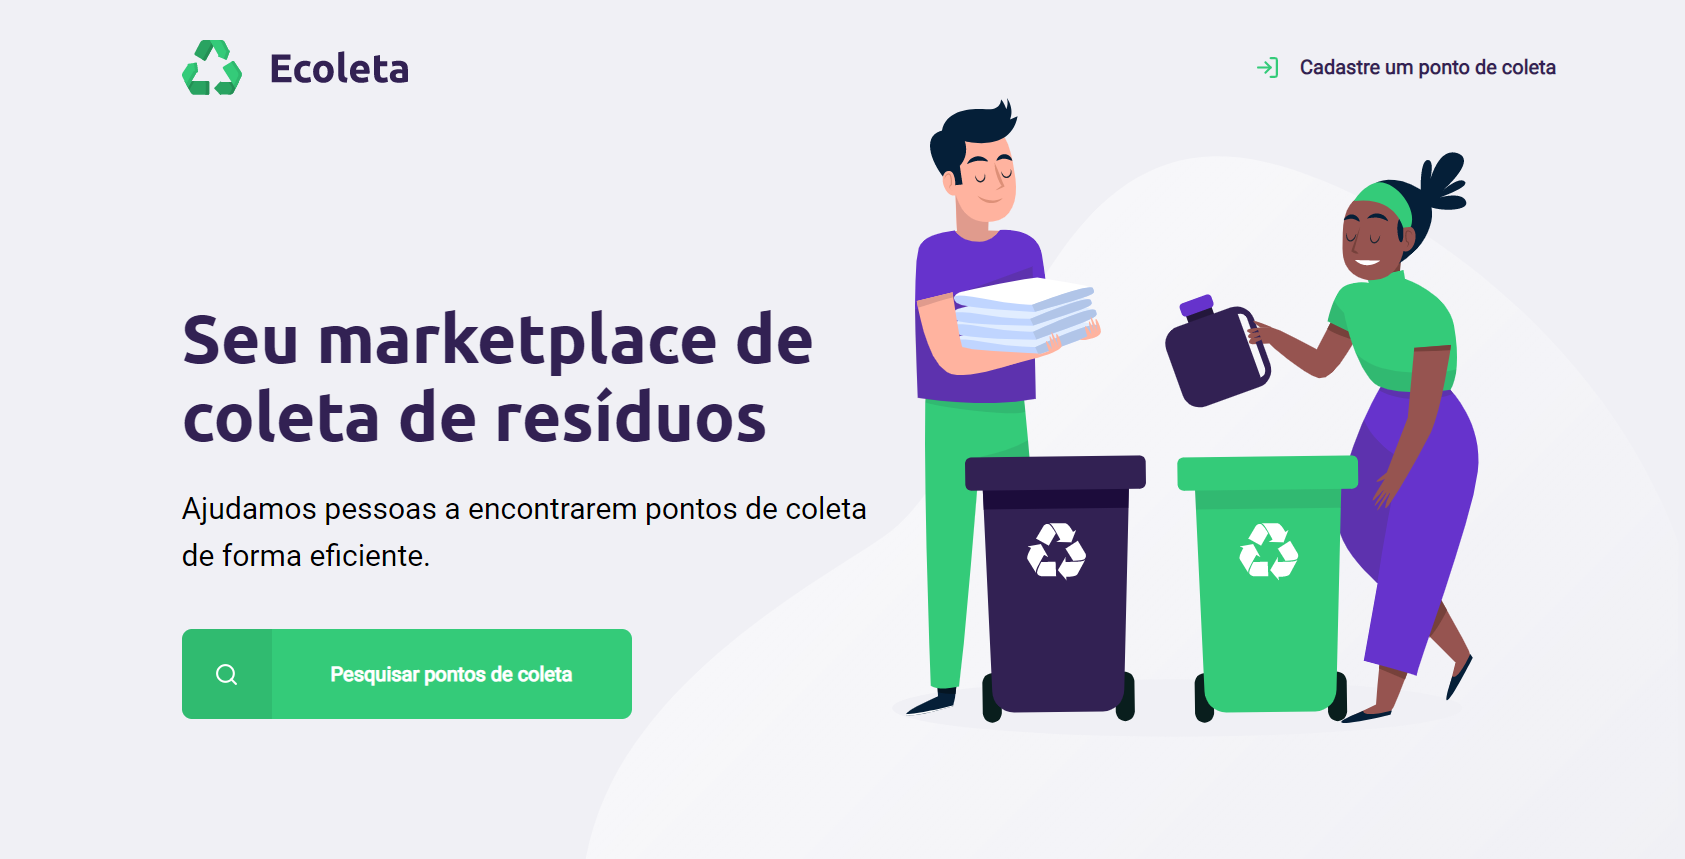 Ecoleta
Cadastre um ponto de coleta
Seu marketplace de
coleta de resíduos
Ajudamos pessoas a encontrarem pontos de coleta
de forma eficiente.
Pesquisar pontos de coleta